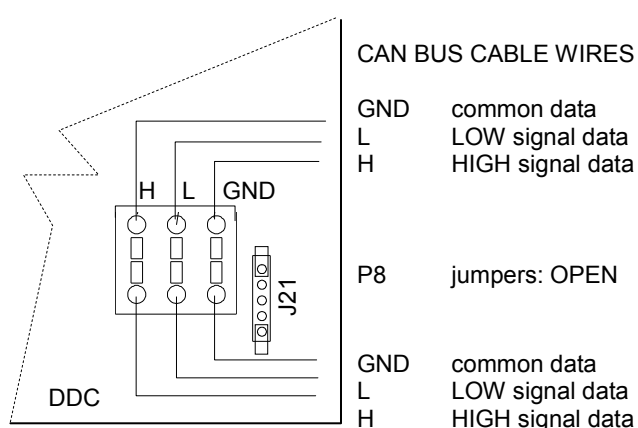 CAN BUS CABLE WIRES
GND common data
L LOW signal data
H HIGH signal data
H L GND
P8 jumpers: OPEN
J21
GND common data
L LOW signal data
H HIGH signal data
DDC